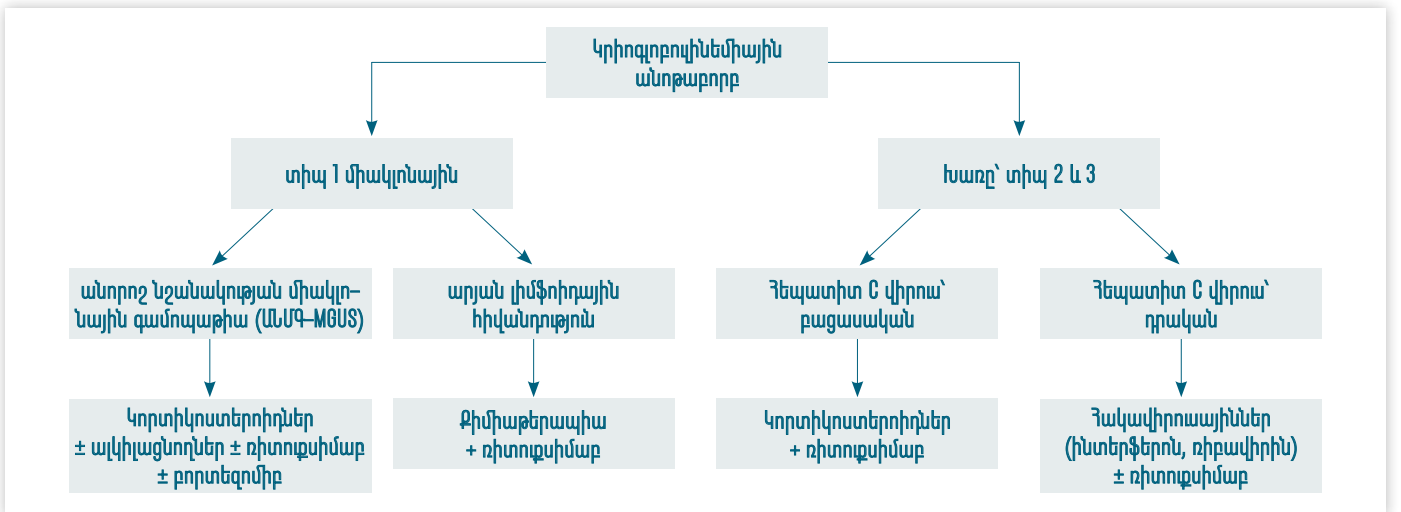 Կրիոգլոբուլինեմիային
անոթաբորբ
տիպ 1 միակլոնային
Խառը՝ տիպ 2 և 3
անորոշ նշանակության միակլո–
նային գամոպաթիա (ԱՆՄԳ–MGUS)
արյան լիմֆոիդային
հիվանդություն
Հեպատիտ C վիրուս՝
բացասական
Հեպատիտ C վիրուս՝
դրական
Կորտիկոստերոիդներ
± ալկիլացնողներ ± ռիտուքսիմաբ
± բորտեզոմիբ
Քիմիաթերապիա
+ ռիտուքսիմաբ
Կորտիկոստերոիդներ
+ ռիտուքսիմաբ
Հակավիրուսայիններ
(ինտերֆերոն, ռիբավիրին)
± ռիտուքսիմաբ